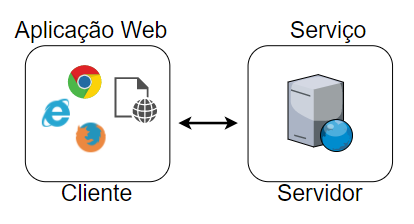 Aplicação Web
Serviço
Cliente
Servidor